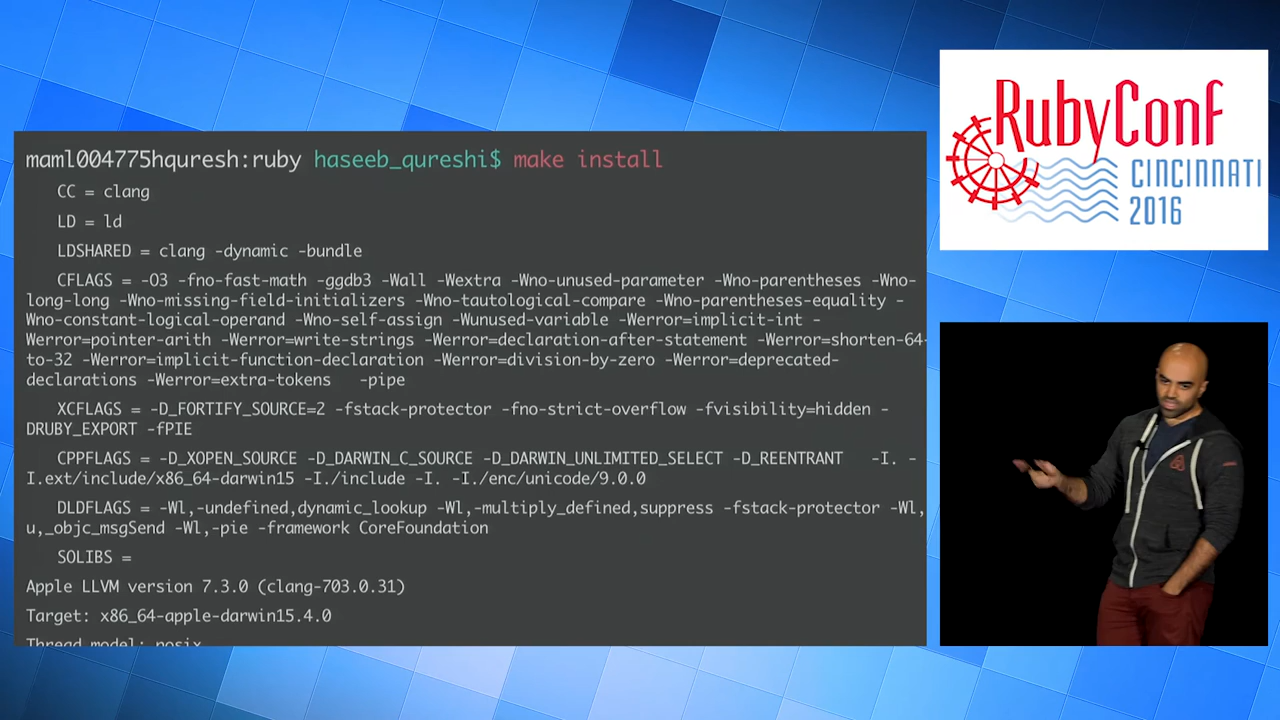 RubyConf
CINCINNATI
2016
maml004775hquresh:ruby haseeb_qureshi$ make install
CC = clang
LD = ld
LDSHARED = clang -dynamic -bundle
CFLAGS = -O3 -fno-fast-math -ggdb3 -Wall -Wextra -Wno-unused-parameter -Wno-parentheses -Wno-
long-long -Wno-missing-field-initializers -Wno-tautological-compare -Wno-parentheses-equality -
Wno-constant-logical-operand -Wno-self-assign -Wunused-variable -Werror=implicit-int -
Werror=pointer-arith -Werror=write-strings -Werror=declaration-after-statement -Werror=shorten-64-
to-32 -Werror=implicit-function-declaration -Werror=division-by-zero -Werror=deprecated-
declarations -Werror=extra-tokens   -pipe
XCFLAGS = -D_FORTIFY_SOURCE=2 -fstack-protector -fno-strict-overflow -fvisibility=hidden -
DRUBY_EXPORT -fPIE
CPPFLAGS = -D_XOPEN_SOURCE -D_DARWIN_C_SOURCE -D_DARWIN_UNLIMITED_SELECT -D_REENTRANT   -I. -
I.ext/include/x86_64-darwin15 -I./include -I. -I./enc/unicode/9.0.0
DLDFLAGS = -Wl,-undefined,dynamic_lookup -Wl,-multiply_defined,suppress -fstack-protector -Wl,
u,_objc_msgSend -Wl,-pie -framework CoreFoundation
SOLIBS =
Apple LLVM version 7.3.0 (clang-703.0.31)
Target: x86_64-apple-darwin15.4.0
Thread model: posix